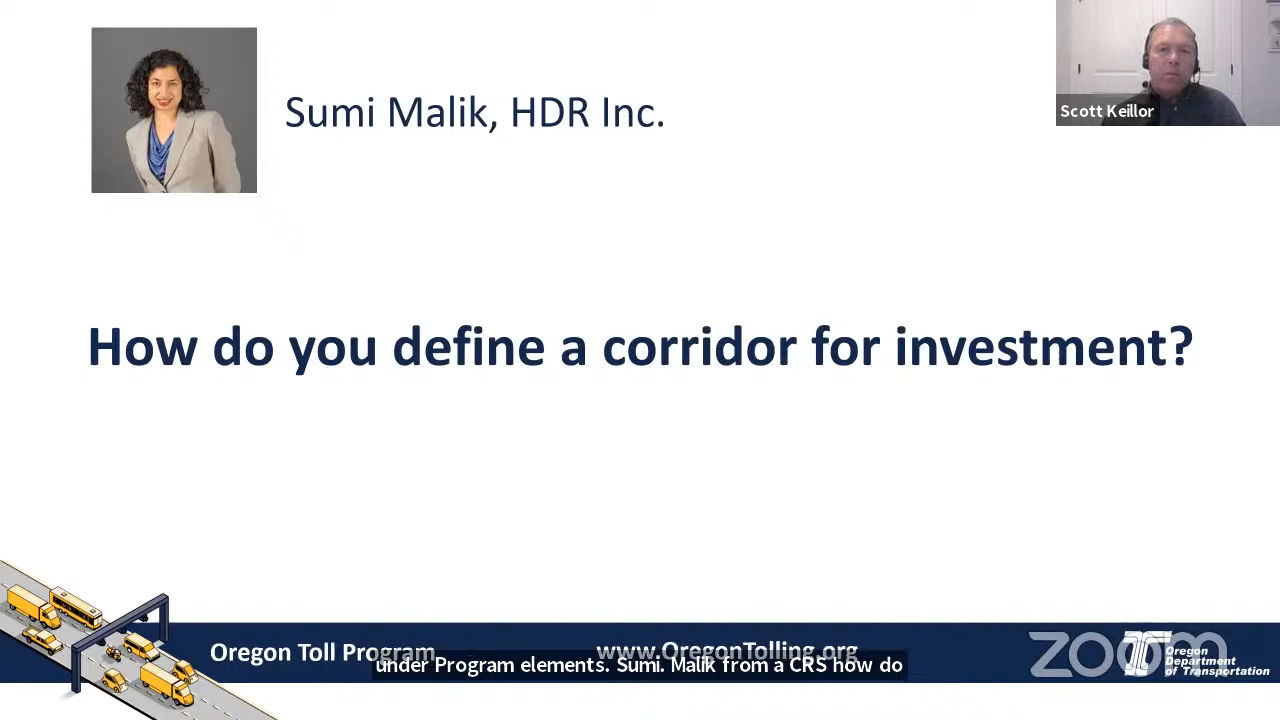 Sumi Malik, HDR Inc.
Scott Keillor
How do you define a corridor for investment?
Oregon Toll Program
www.OregonTolling.org
under Program elements. Sumi. Malik from a CRS how do
zoom
Oregon
Department
of Transportation